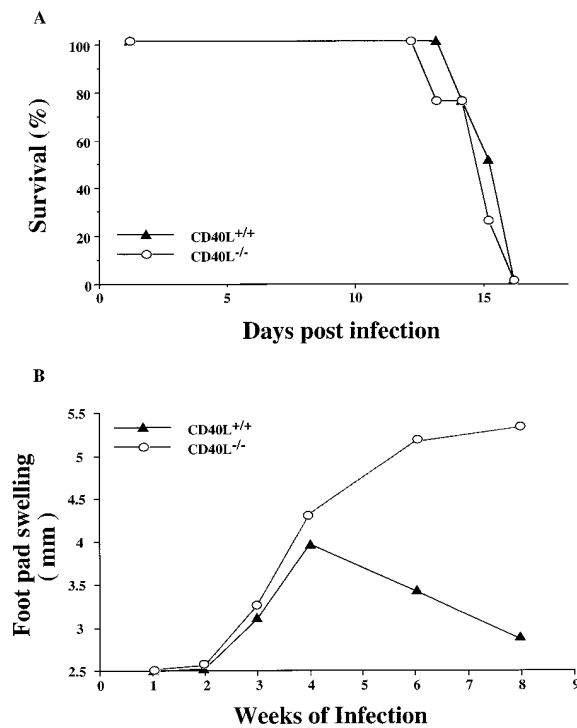 A
100
80
60
40
20
0
Survival (%)
CD40L+/+
CD40L-/-
0 5 10 15
Days post infection
B
5.5
5
4.5
4
3.5
3
2.5
Foot pad swelling
( mm )
CD40L+/+
CD40L-/-
0 1 2 3 4 6 8 9
Weeks of Infection